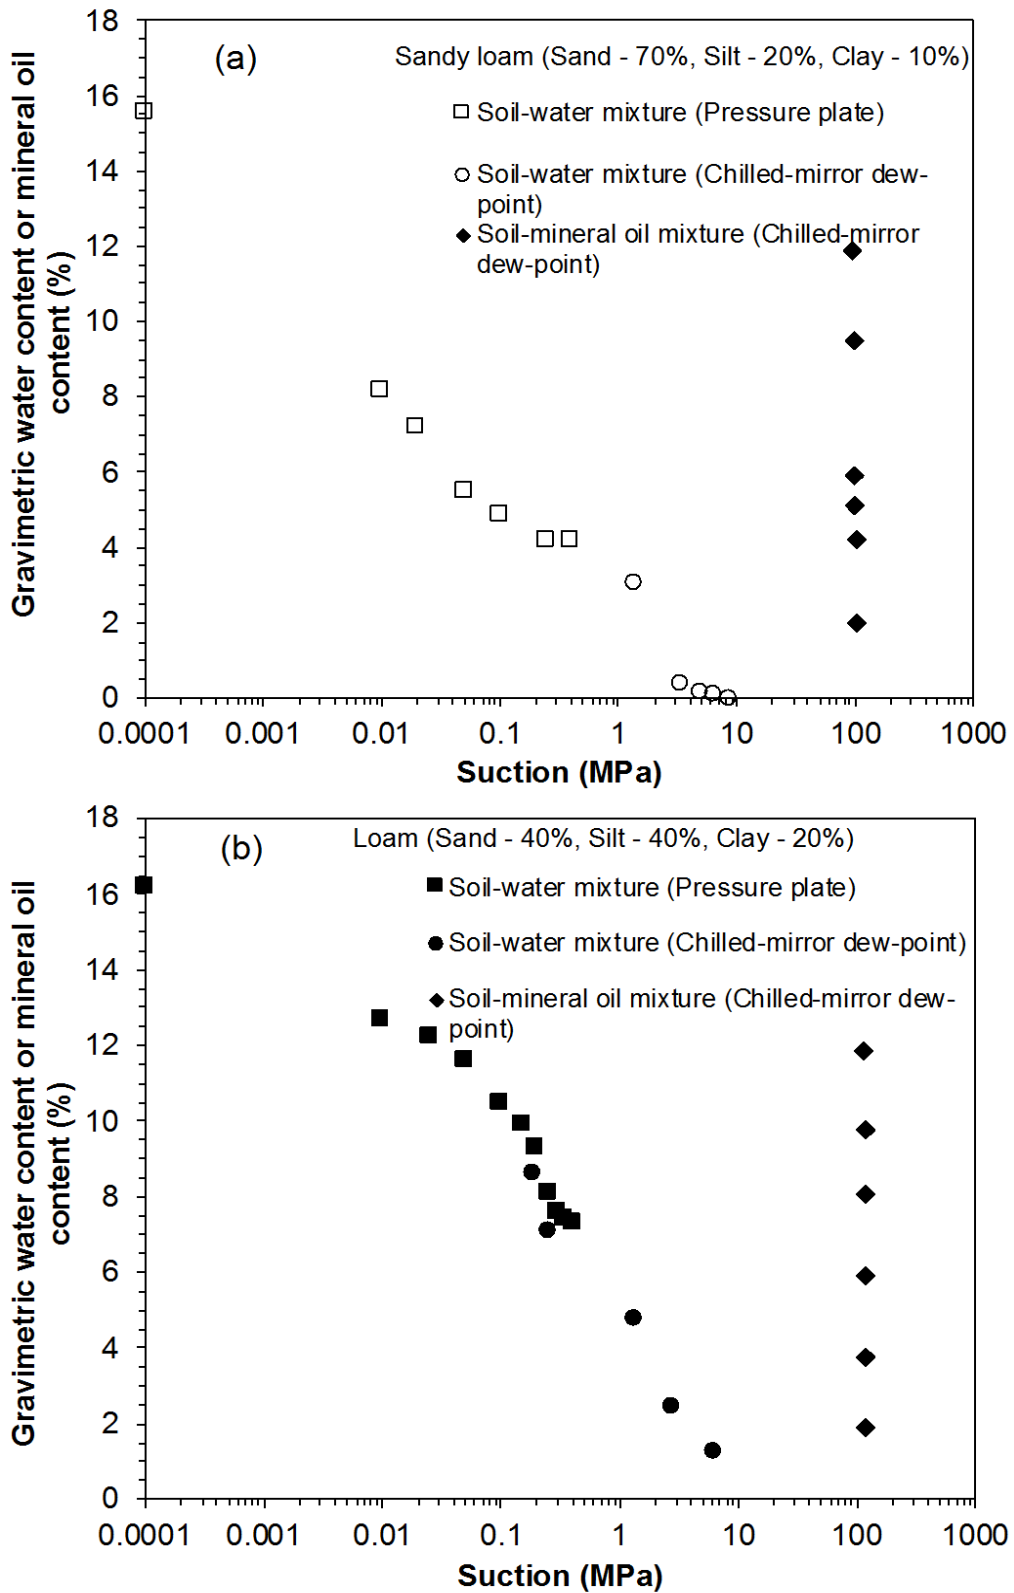 (a)
Sandy loam (Sand - 70%, Silt - 20%, Clay - 10%)
Soil-water mixture (Pressure plate)
Soil-water mixture (Chilled-mirror dew-
point)
Soil-mineral oil mixture (Chilled-mirror
dew-point)
Gravimetric water content or mineral oil
content (%)
18
16
14
12
10
8
6
4
2
0
0.0001 0.001 0.01 0.1 1 10 100 1000
Suction (MPa)
(b)
Loam (Sand - 40%, Silt - 40%, Clay - 20%)
Soil-water mixture (Pressure plate)
Soil-water mixture (Chilled-mirror dew-point)
Soil-mineral oil mixture (Chilled-mirror dew-
point)
Gravimetric water content or mineral oil
content (%)
18
16
14
12
10
8
6
4
2
0
0.0001 0.001 0.01 0.1 1 10 100 1000
Suction (MPa)